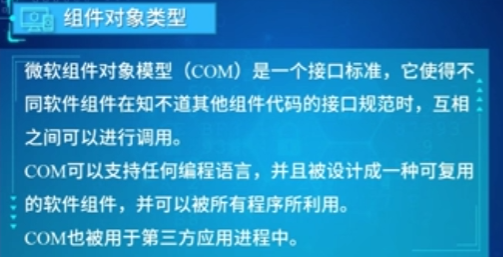 组件对象类型
微软组件对象模型（COM）是一个接口标准，它使得不
同软件组件在知不道其他组件代码的接口规范时，互相
之间可以进行调用。
COM可以支持任何编程语言，并且被设计成一种可复用
的软件组件，并可以被所有程序所利用。
COM也被用于第三方应用进程中。